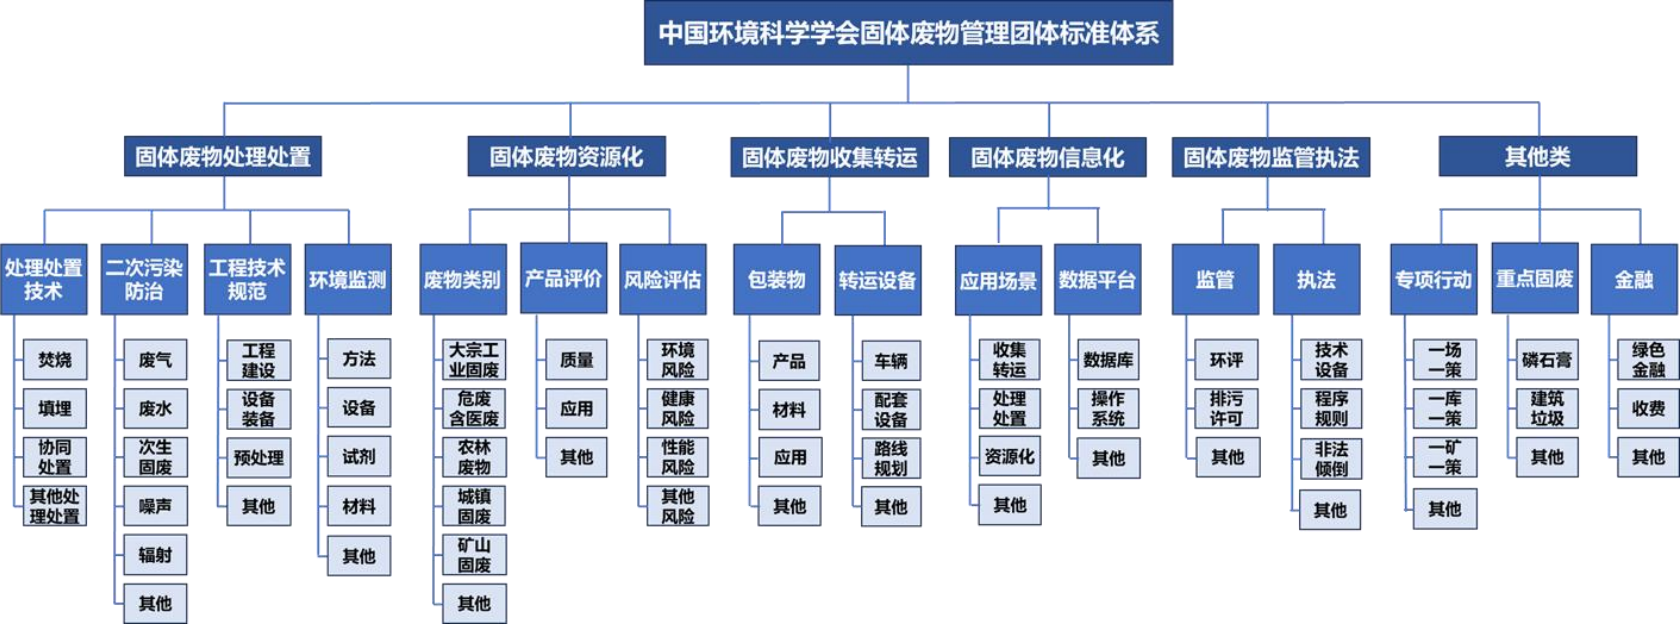 中国环境科学学会固体废物管理团体标准体系
固体废物处理处置
固体废物资源化
固体废物收集转运
固体废物信息化
固体废物监管执法
其他类
处理处置
技术
二次污染
防治
工程技术
规范
环境监测
废物类别
产品评价
风险评估
包装物
转运设备
应用场景
数据平台
监管
执法
专项行动
重点固废
金融
焚烧
填埋
协同
处置
其他处
理处置
废气
废水
次生
固废
噪声
辐射
其他
工程
建设
设备
装备
预处理
其他
方法
设备
试剂
材料
其他
大宗工
业固废
危废
含医废
农林
废物
城镇
固废
矿山
固废
其他
质量
应用
其他
环境
风险
健康
风险
性能
风险
其他
风险
产品
材料
应用
其他
车辆
配套
设备
路线
规划
其他
收集
转运
处理
处置
资源化
其他
数据库
操作
系统
其他
环评
排污
许可
其他
技术
设备
程序
规则
非法
倾倒
其他
一场
一策
一库
一策
一矿
一策
其他
磷石膏
建筑
垃圾
其他
绿色
金融
收费
其他